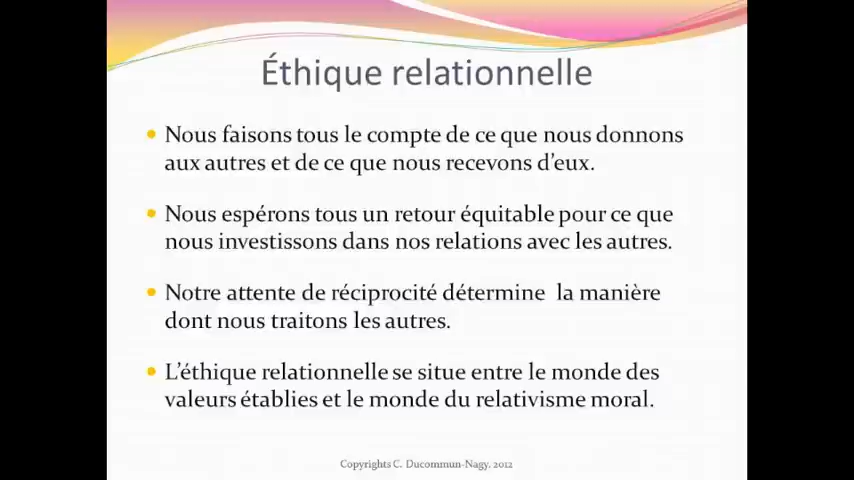 Éthique relationnelle
• Nous faisons tous le compte de ce que nous donnons
aux autres et de ce que nous recevons d'eux.
• Nous espérons tous un retour équitable pour ce que
nous investissons dans nos relations avec les autres.
• Notre attente de réciprocité détermine la manière
dont nous traitons les autres.
• L'éthique relationnelle se situe entre le monde des
valeurs établies et le monde du relativisme moral.
Copyrights C. Ducommun-Nagy, 2012